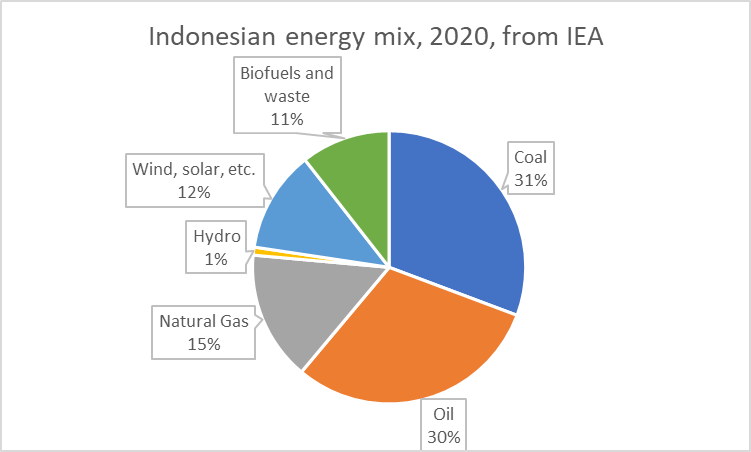 Indonesian energy mix, 2020, from IEA
Biofuels and
waste
11%
Coal
31%
Wind, solar, etc.
12%
Hydro
1%
Natural Gas
15%
Oil
30%